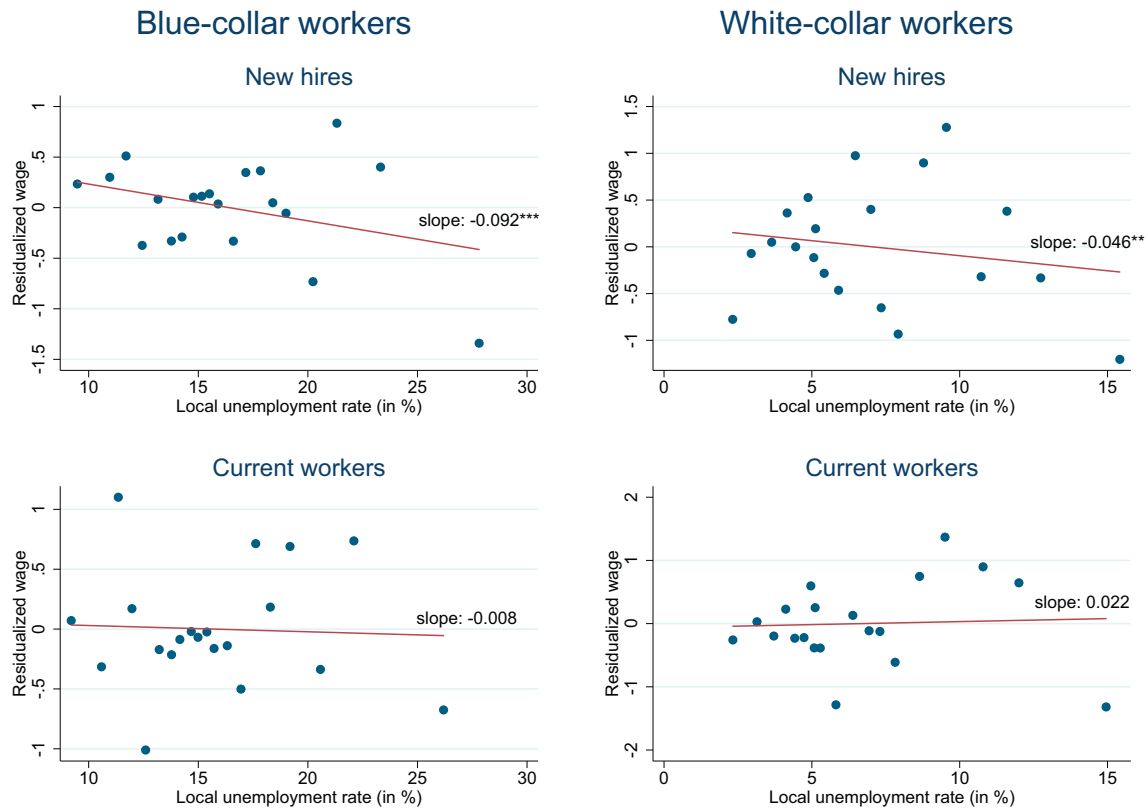 Blue-collar workers
White-collar workers
New hires
Residualized wage
1
.5
0
-.5
-1
-1.5
slope: -0.092***
10 15 20 25 30
Local unemployment rate (in %)
New hires
Residualized wage
1.5
1
.5
0
-.5
-1
slope: -0.046**
0 5 10 15
Local unemployment rate (in %)
Current workers
Residualized wage
1
.5
0
-.5
-1
slope: -0.008
10 15 20 25 30
Local unemployment rate (in %)
Current workers
Residualized wage
2
1
0
-1
-2
slope: 0.022
0 5 10 15
Local unemployment rate (in %)